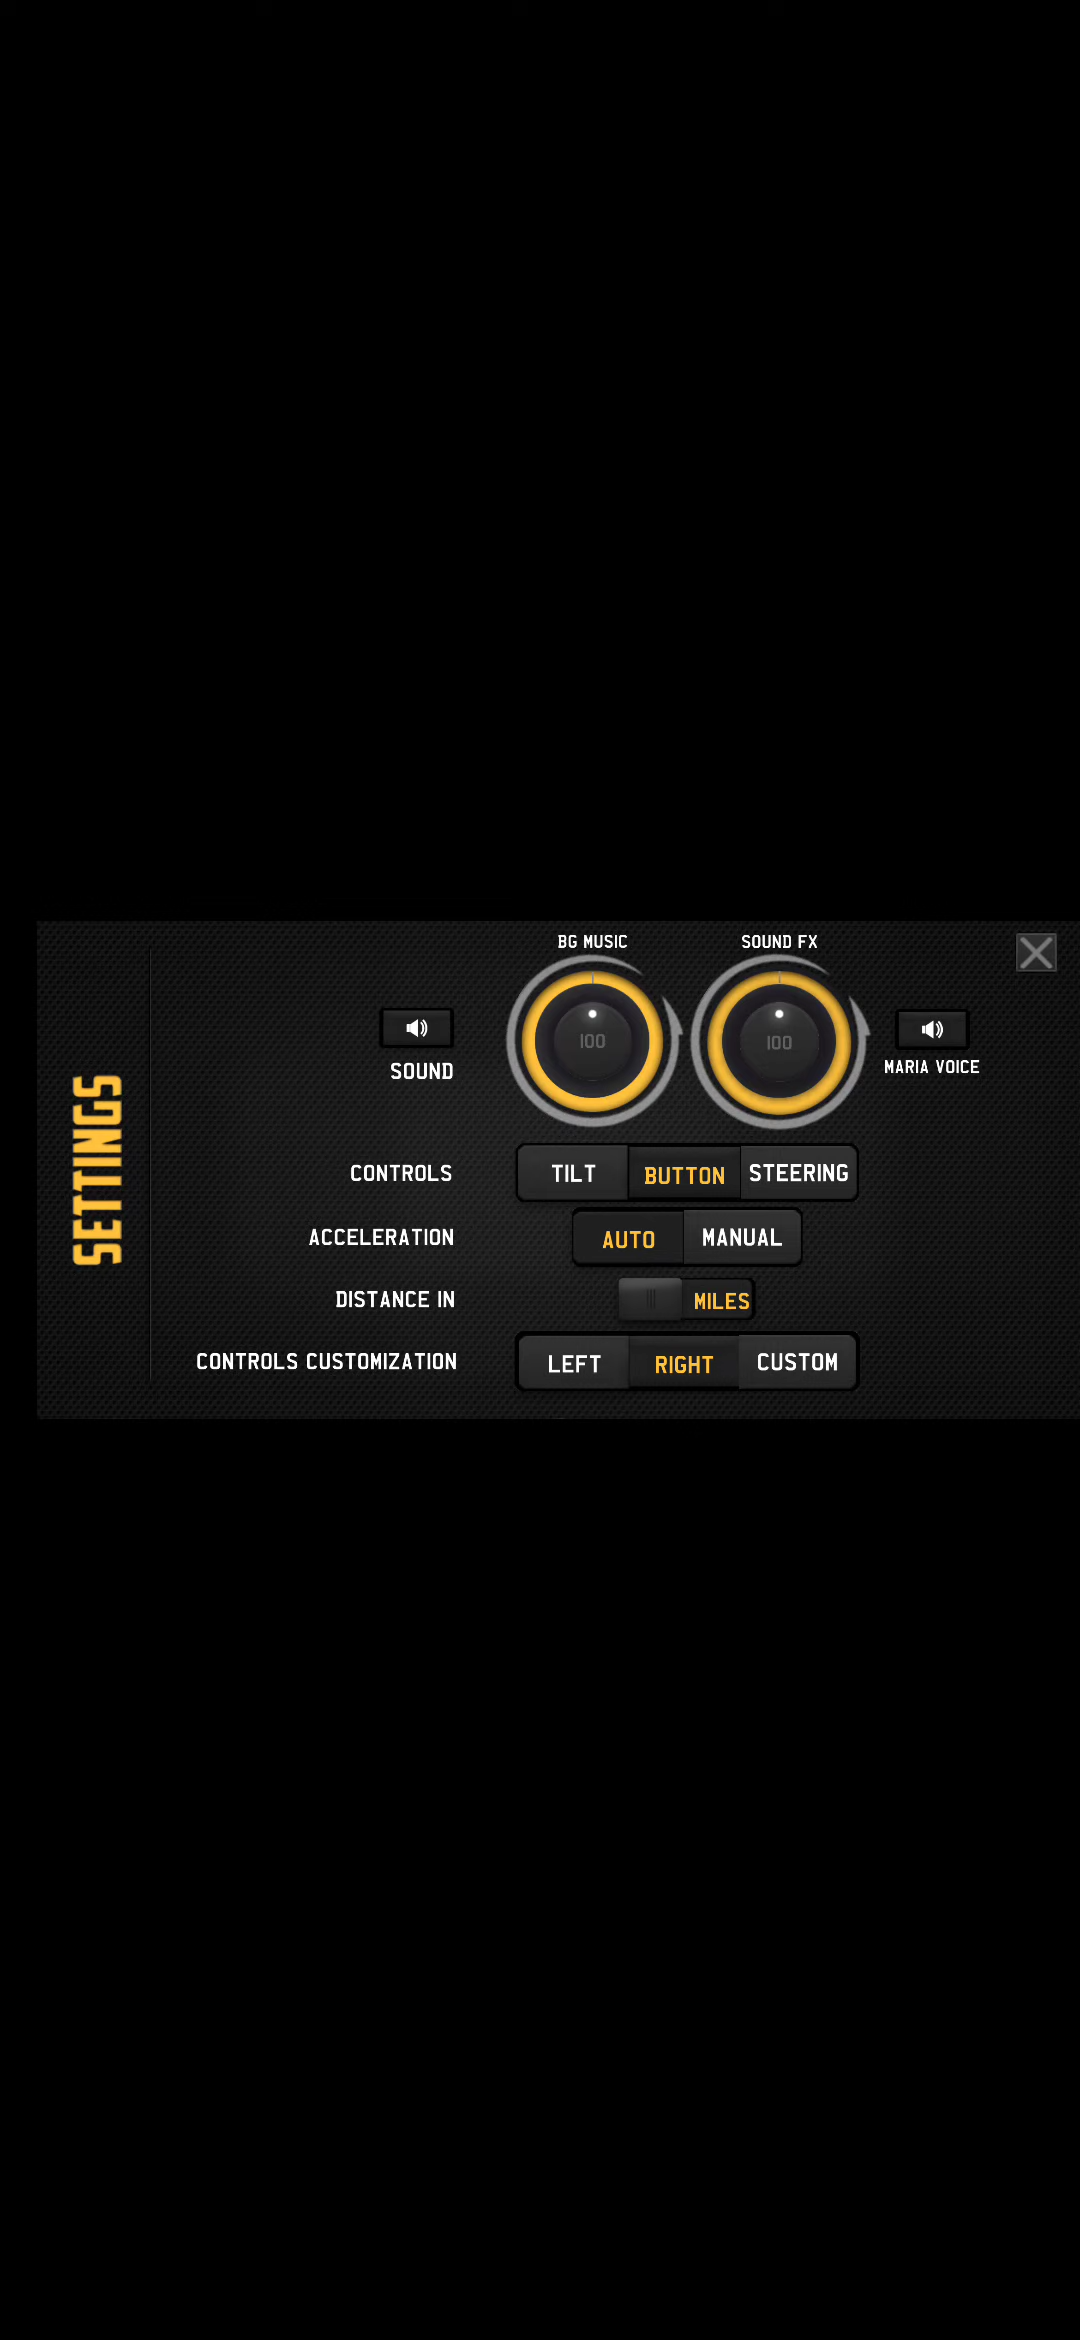 SETTINGS
BG MUSIC
SOUND FX
100
100
SOUND
MARIA VOICE
CONTROLS
TILT
BUTTON
STEERING
ACCELERATION
AUTO
MANUAL
DISTANCE IN
MILES
CONTROLS CUSTOMIZATION
LEFT
RIGHT
CUSTOM